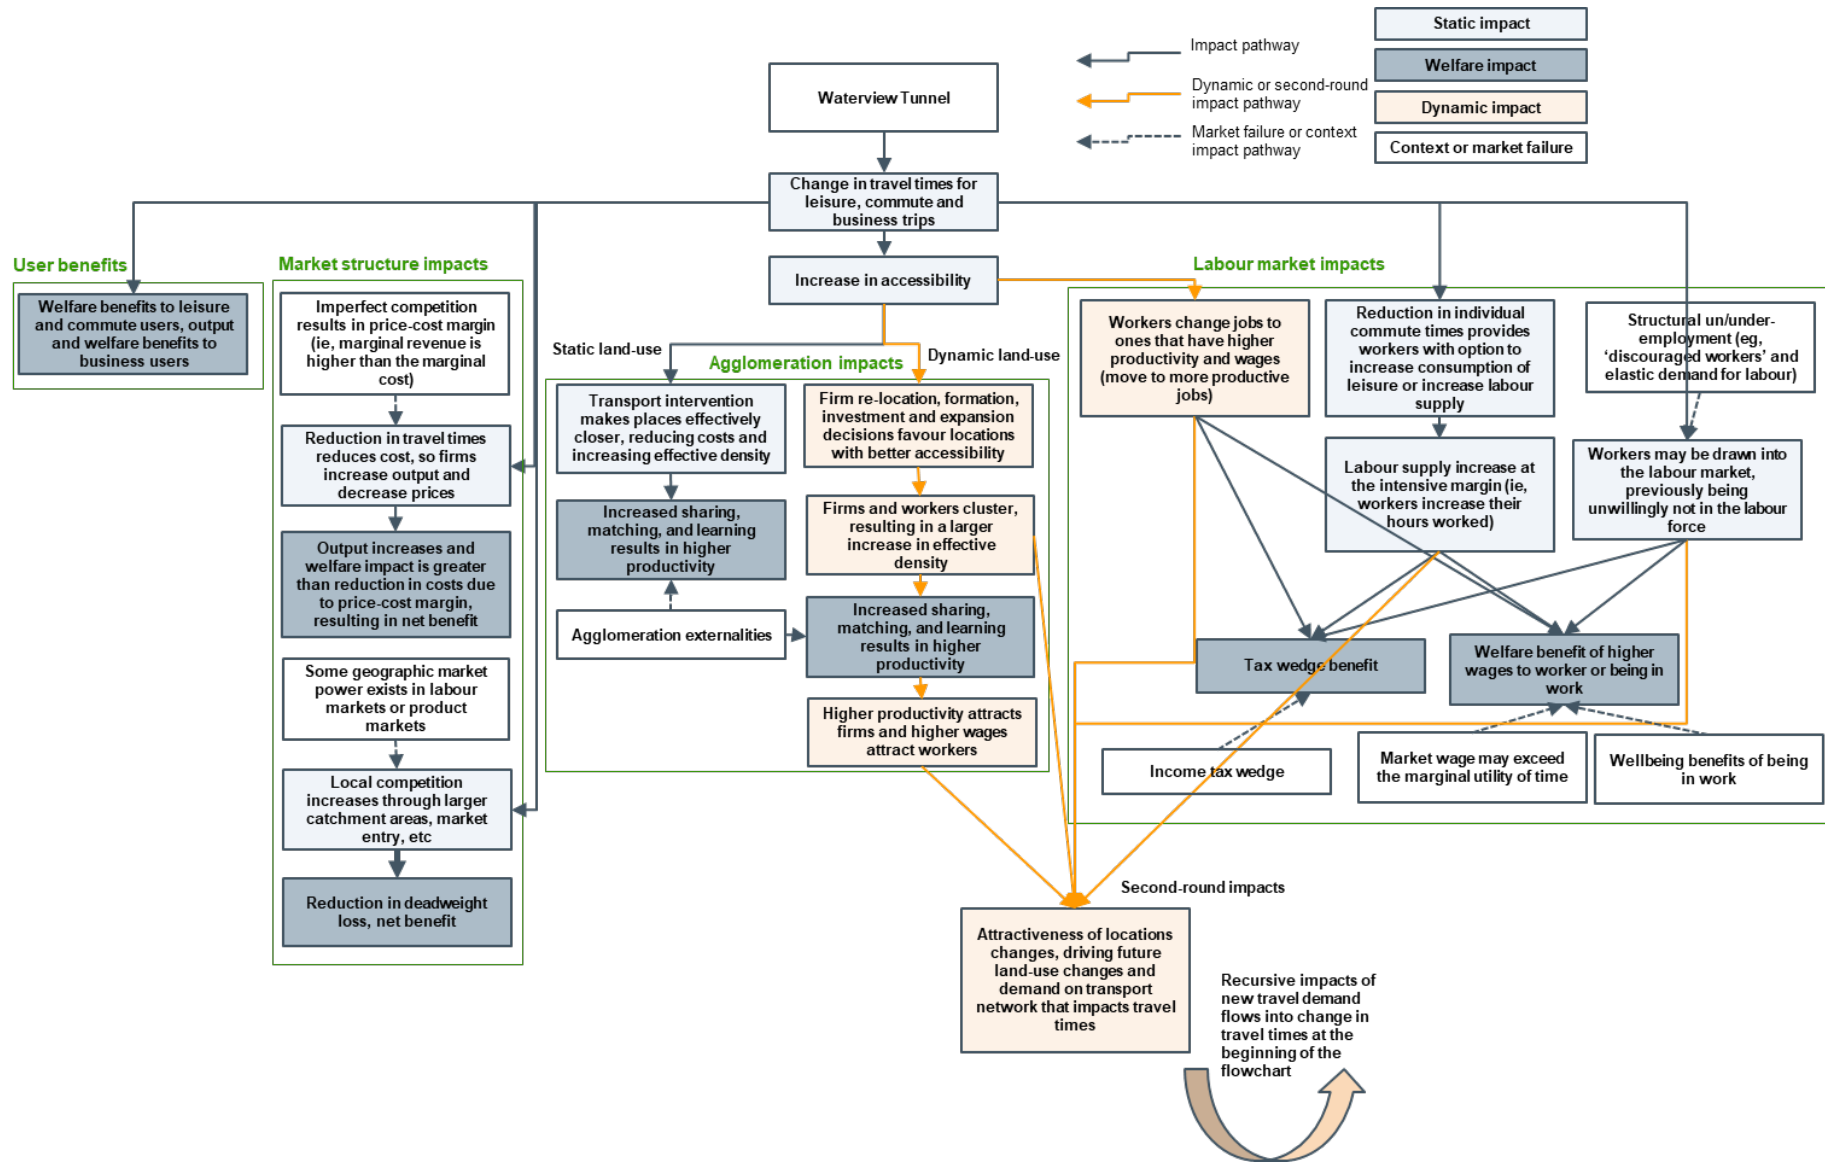 Static impact
Impact pathway
Welfare impact
Dynamic or second-round
impact pathway
Dynamic impact
Market failure or context
impact pathway
Context or market failure
Waterview Tunnel
Change in travel times for
leisure, commute and
business trips
Increase in accessibility
User benefits
Welfare benefits to leisure
and commute users, output
and welfare benefits to
business users
Market structure impacts
Imperfect competition
results in price-cost margin
(ie, marginal revenue is
higher than the marginal
cost)
Reduction in travel times
reduces cost, so firms
increase output and
decrease prices
Output increases and
welfare impact is greater
than reduction in costs due
to price-cost margin,
resulting in net benefit
Some geographic market
power exists in labour
markets or product
markets
Local competition
increases through larger
catchment areas, market
entry, etc
Reduction in deadweight
loss, net benefit
Static land-use
Dynamic land-use
Agglomeration impacts
Transport intervention
makes places effectively
closer, reducing costs and
increasing effective density
Increased sharing,
matching, and learning
results in higher
productivity
Agglomeration externalities
Firm re-location, formation,
investment and expansion
decisions favour locations
with better accessibility
Firms and workers cluster,
resulting in a larger
increase in effective
density
Increased sharing,
matching, and learning
results in higher
productivity
Higher productivity attracts
firms and higher wages
attract workers
Labour market impacts
Workers change jobs to
ones that have higher
productivity and wages
(move to more productive
jobs)
Reduction in individual
commute times provides
workers with option to
increase consumption of
leisure or increase labour
supply
Structural un/under-
employment (eg,
‘discouraged workers’ and
elastic demand for labour)
Labour supply increase at
the intensive margin (ie,
workers increase their
hours worked)
Workers may be drawn into
the labour market,
previously being
unwillingly not in the labour
force
Tax wedge benefit
Welfare benefit of higher
wages to worker or being in
work
Income tax wedge
Market wage may exceed
the marginal utility of time
Wellbeing benefits of being
in work
Second-round impacts
Attractiveness of locations
changes, driving future
land-use changes and
demand on transport
network that impacts travel
times
Recursive impacts of
new travel demand
flows into change in
travel times at the
beginning of the
flowchart